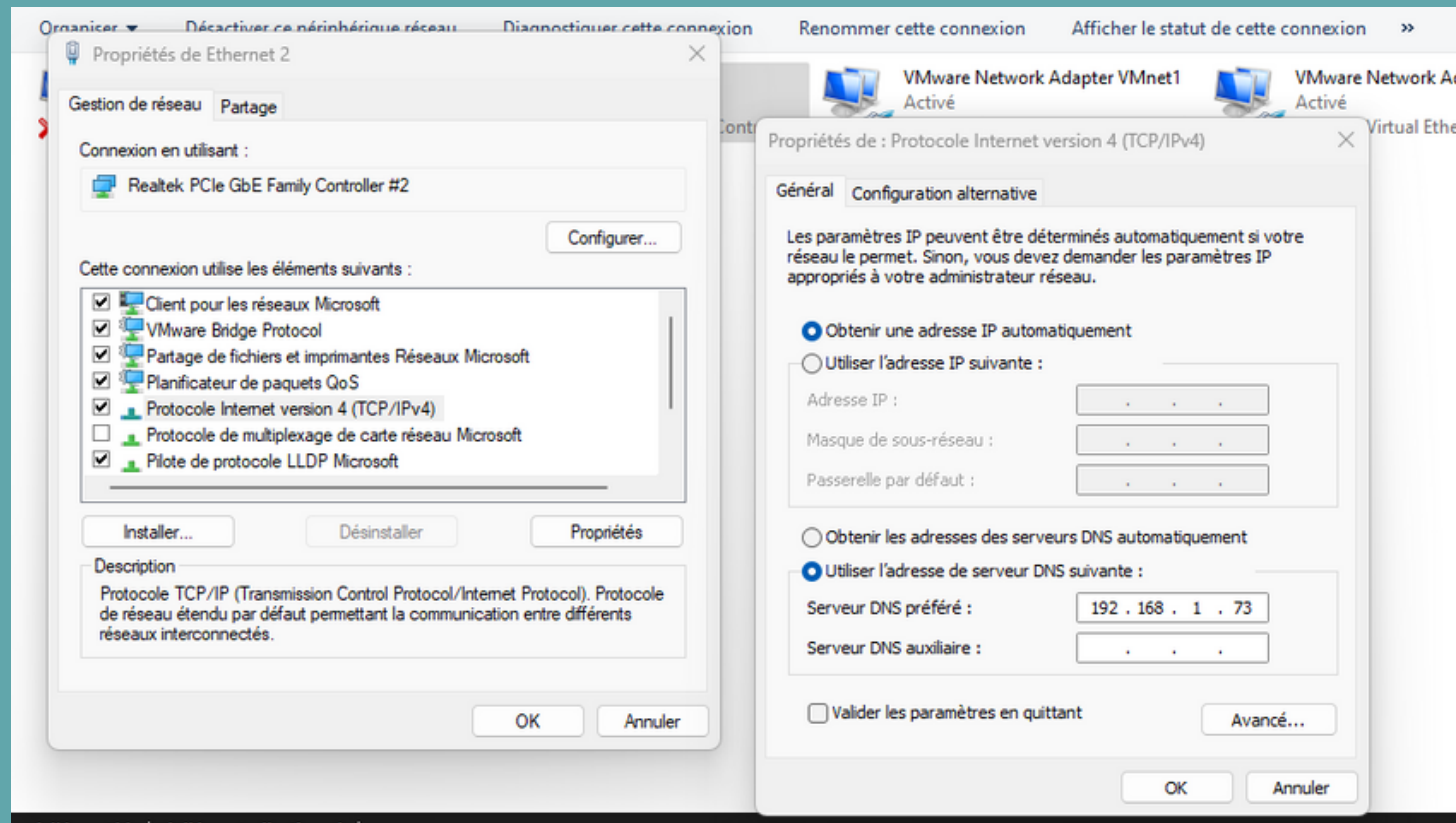 Organiser Désactiver ce périphérique réseau Diagnostiquer cette connexion Renommer cette connexion Afficher le statut de cette connexion »
Propriétés de Ethernet 2
Gestion de réseau Partage
Connexion en utilisant :
Realtek PCIe GbE Family Controller #2
Configurer...
Cette connexion utilise les éléments suivants :
Client pour les réseaux Microsoft
VMware Bridge Protocol
Partage de fichiers et imprimantes Réseaux Microsoft
Planificateur de paquets QoS
Protocole Internet version 4 (TCP/IPv4)
Protocole de multiplexage de carte réseau Microsoft
Pilote de protocole LLDP Microsoft
Installer... Désinstaller Propriétés
Description
Protocole TCP/IP (Transmission Control Protocol/Internet Protocol). Protocole
de réseau étendu par défaut permettant la communication entre différents
réseaux interconnectés.
OK Annuler
VMware Network Adapter VMnet1
Activé
VMware Network Ad
Activé
Virtual Ethe
Cont
Propriétés de : Protocole Internet version 4 (TCP/IPv4)
Général Configuration alternative
Les paramètres IP peuvent être déterminés automatiquement si votre
réseau le permet. Sinon, vous devez demander les paramètres IP
appropriés à votre administrateur réseau.
Obtenir une adresse IP automatiquement
Utiliser l'adresse IP suivante :
Adresse IP : . . .
Masque de sous-réseau : . . .
Passerelle par défaut : . . .
Obtenir les adresses des serveurs DNS automatiquement
Utiliser l'adresse de serveur DNS suivante :
Serveur DNS préféré : 192 . 168 . 1 . 73
Serveur DNS auxiliaire : . . .
Valider les paramètres en quittant
Avancé...
OK Annuler